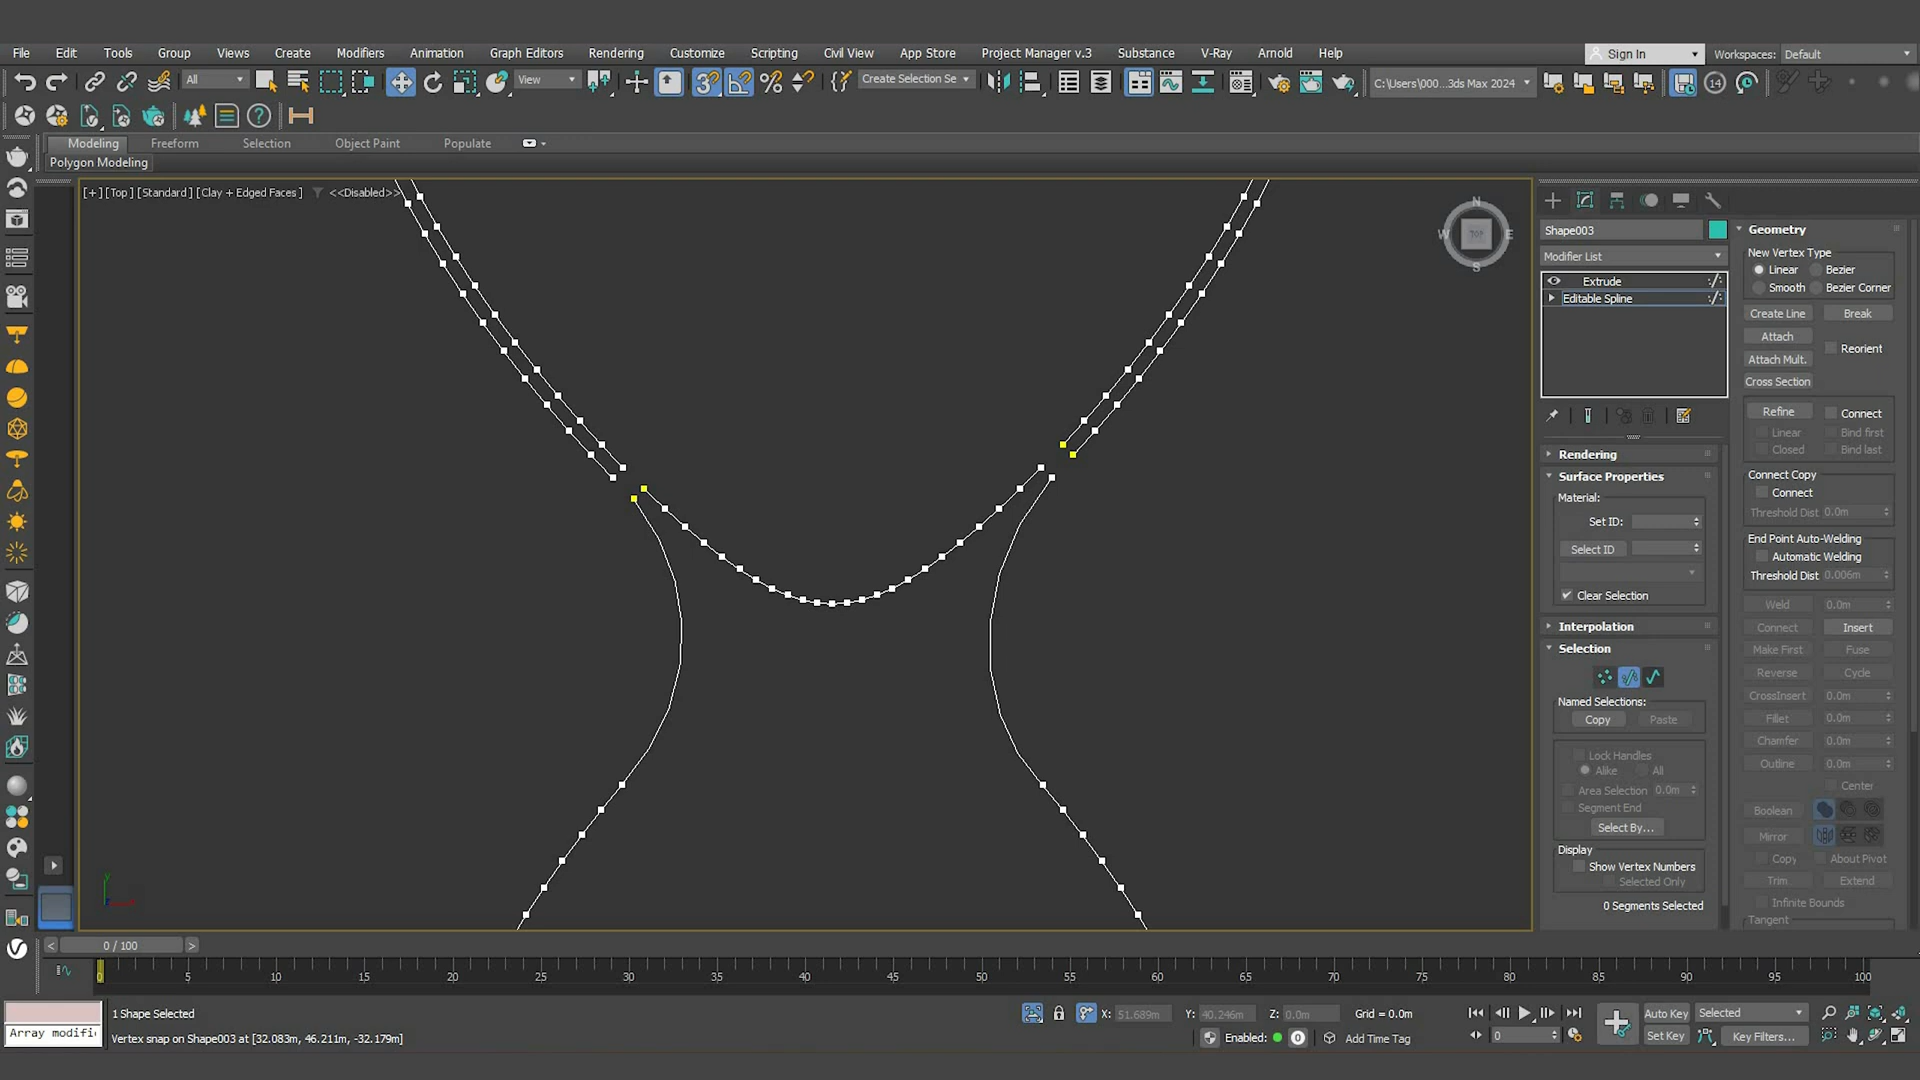 File Edit Tools Group Views Create Modifiers Animation Graph Editors Rendering Customize Scripting Civil View App Store Project Manager v.3 Substance V-Ray Arnold Help Sign In Workspaces: Default
All View Create Selection Se C:\Users\000...3ds Max 2024 14
Modeling Freeform Selection Object Paint Populate
Polygon Modeling
[+] [Top] [Standard] [Clay + Edged Faces] <<Disabled>>
N
W TOP E
S
Shape003
Modifier List
Extrude
Editable Spline
Rendering
Surface Properties
Material:
Set ID:
Select ID
Clear Selection
Interpolation
Selection
Named Selections:
Copy Paste
Lock Handles
Alike All
Area Selection 0.0m
Segment End
Select By...
Display
Show Vertex Numbers
Selected Only
0 Segments Selected
Geometry
New Vertex Type
Linear Bezier
Smooth Bezier Corner
Create Line Break
Attach
Reorient
Attach Mult.
Cross Section
Refine Connect
Linear Bind first
Closed Bind last
Connect Copy
Connect
Threshold Dist 0.0m
End Point Auto-Welding
Automatic Welding
Threshold Dist 0.006m
Weld 0.0m
Connect Insert
Make First Fuse
Reverse Cycle
CrossInsert 0.0m
Fillet 0.0m
Chamfer 0.0m
Outline 0.0m
Center
Boolean
Mirror
Copy About Pivot
Trim Extend
Infinite Bounds
Tangent
y
< 0 / 100 >
0 5 10 15 20 25 30 35 40 45 50 55 60 65 70 75 80 85 90 95 100
1 Shape Selected X: 51.689m Y: 40.246m Z: 0.0m Grid = 0.0m Auto Key Selected
Array modifi Vertex snap on Shape003 at [32.083m, 46.211m, -32.179m] Enabled: 0 Add Time Tag 0 Set Key Key Filters...